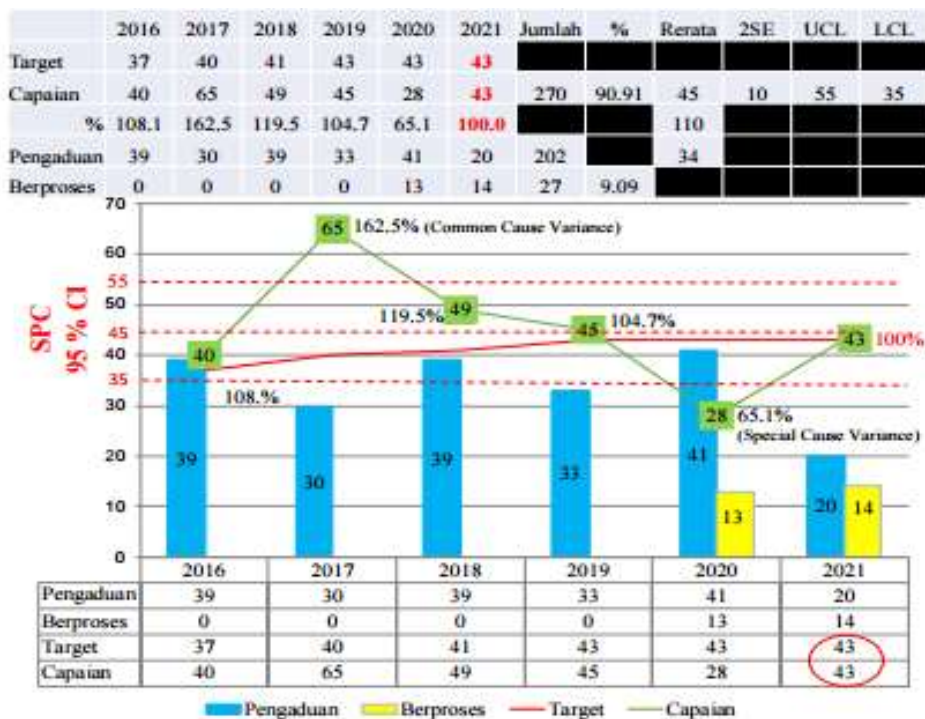 2016 2017 2018 2019 2020 2021 Jumlah % Rerata 2SE UCL LCL
Target 37 40 41 43 43 43
Capaian 40 65 49 45 28 43 270 90.91 45 10 55 35
% 108.1 162.5 119.5 104.7 65.1 100.0 110
Pengaduan 39 30 39 33 41 20 202 34
Berproses 0 0 0 0 13 14 27 9.09
SPC
95 % CI
70
60
55
50
45
40
35
30
20
10
0
65 162.5% (Common Cause Variance)
119.5% 49
45 104.7%
40
43 100%
108.%
28 65.1%
(Special Cause Variance)
39 30 39 33 41 13 20 14
2016 2017 2018 2019 2020 2021
Pengaduan 39 30 39 33 41 20
Berproses 0 0 0 0 13 14
Target 37 40 41 43 43 43
Capaian 40 65 49 45 28 43
Pengaduan Berproses Target Capaian